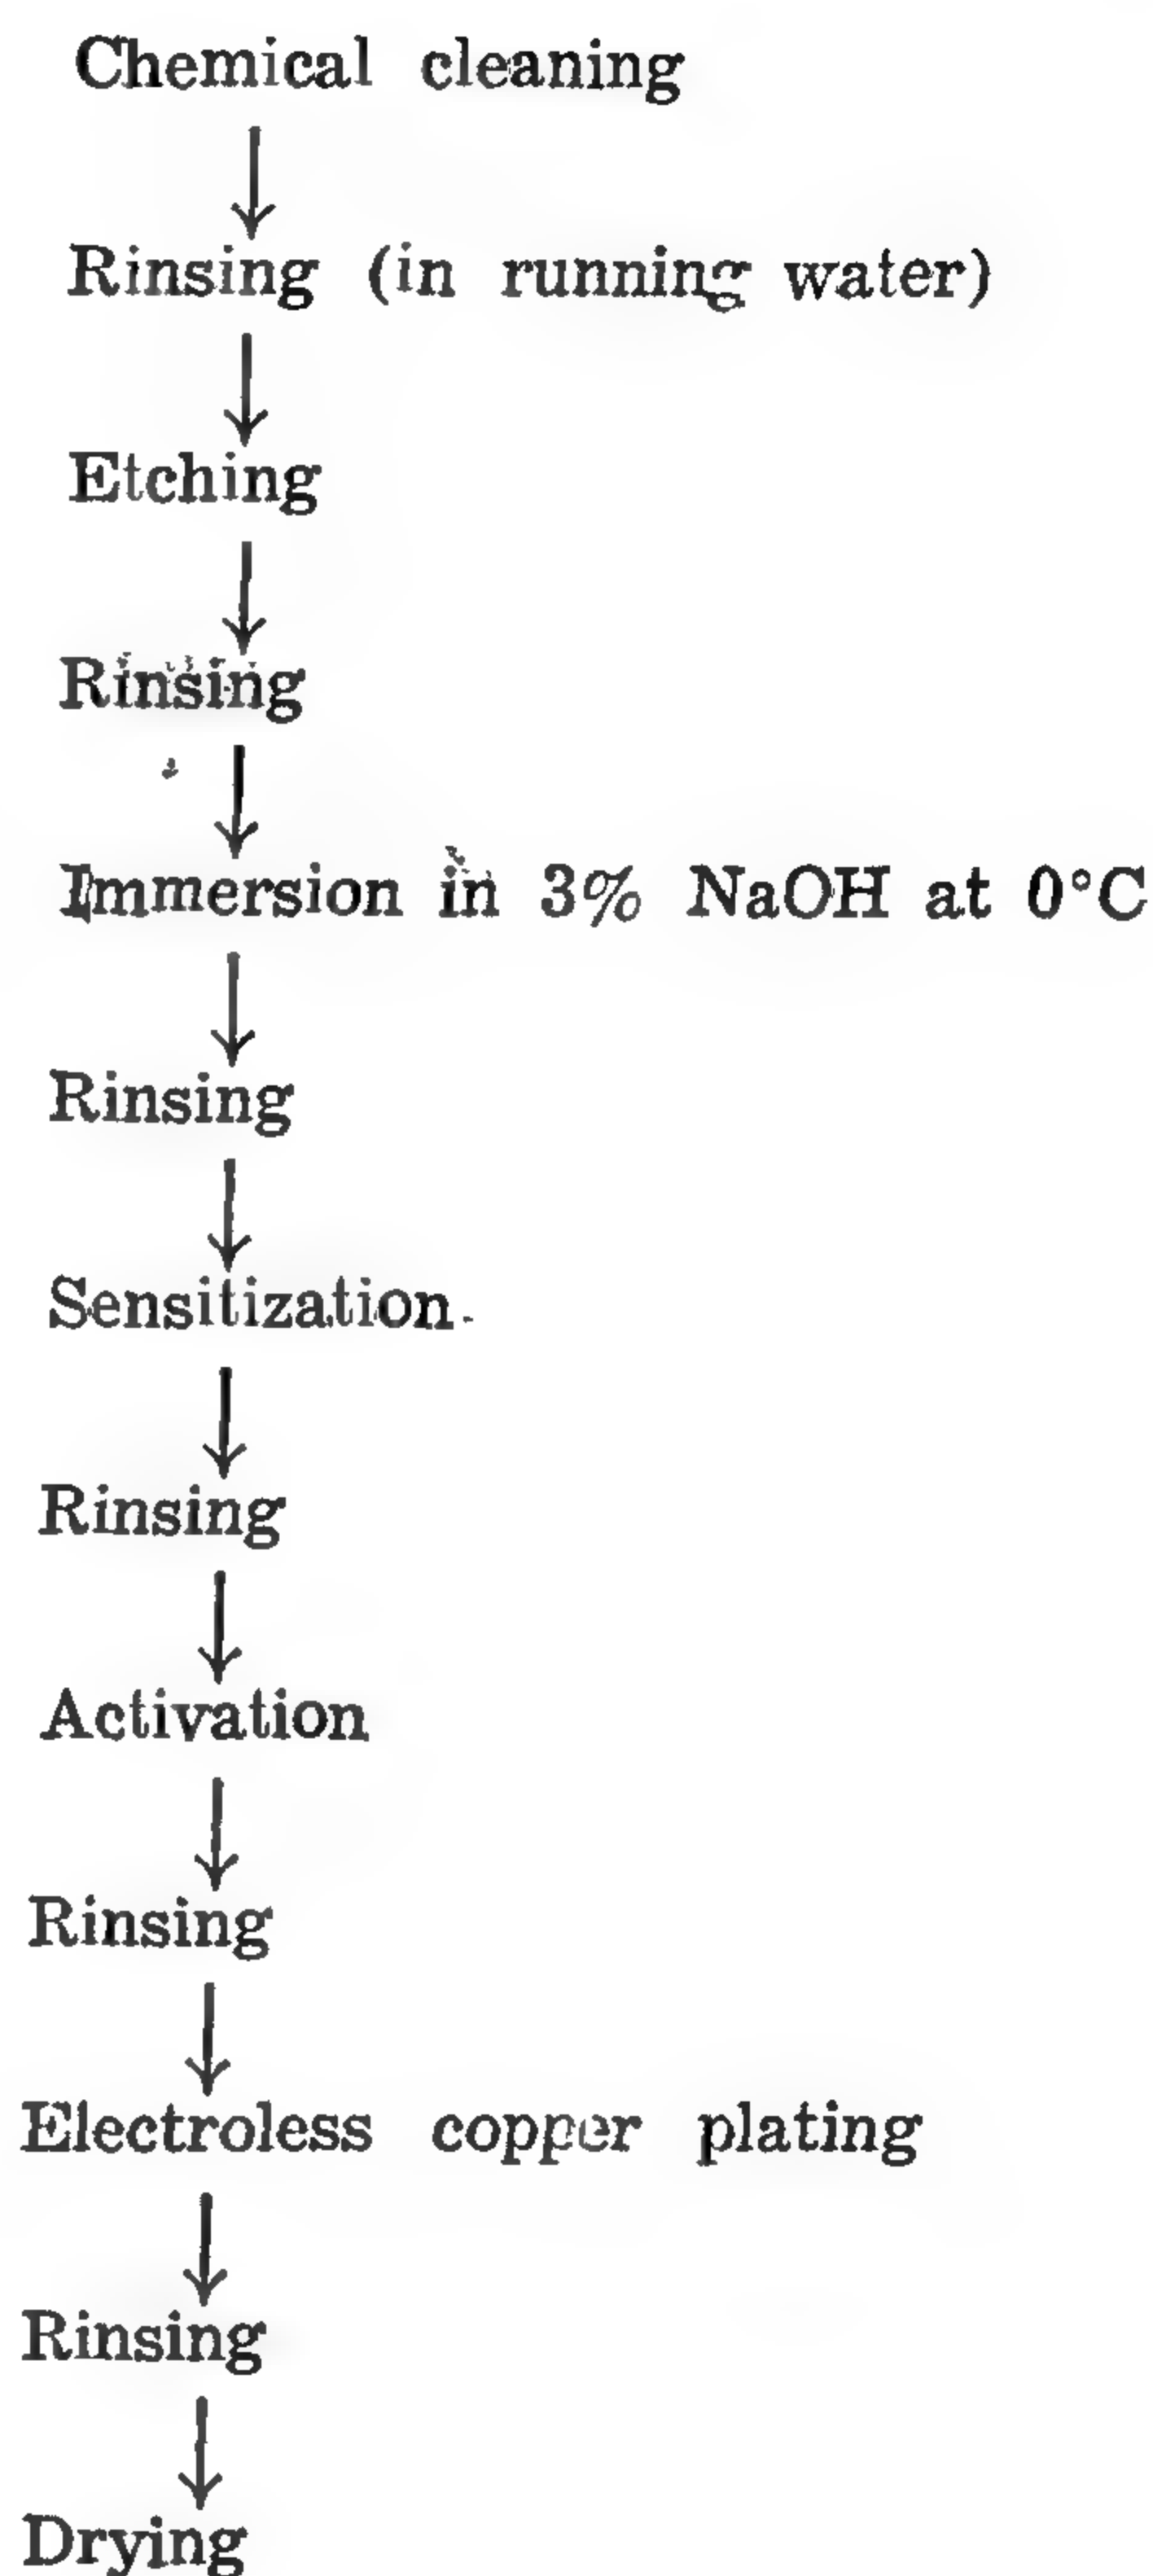 Chemical cleaning
Rinsing (in running water)
Etching
Rinsing
Immersion in 3% NaOH at 0°C
Rinsing
Sensitization
Rinsing
Activation
Rinsing
Electroless copper plating
Rinsing
Drying